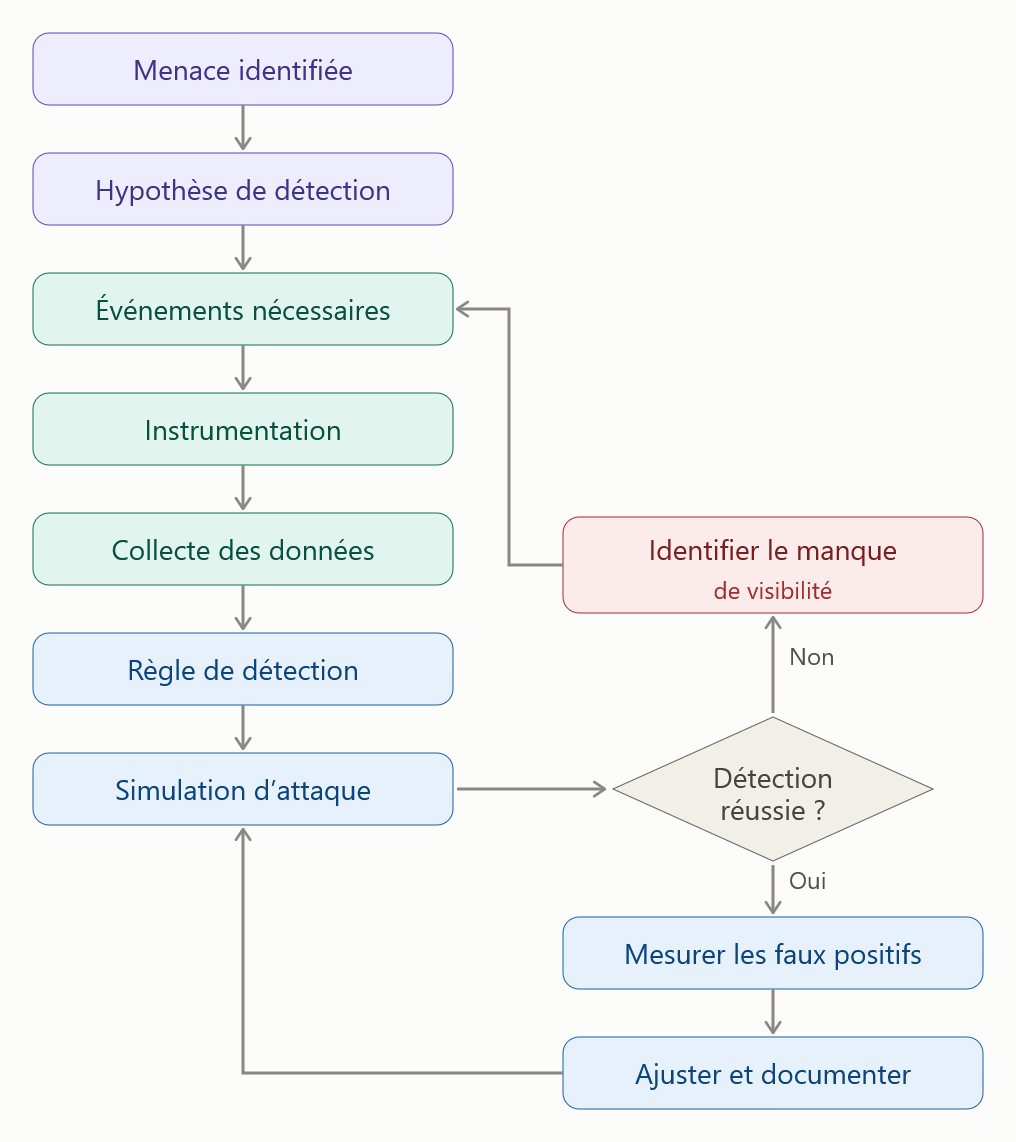 Menace identifiée
Hypothèse de détection
Événements nécessaires
Instrumentation
Collecte des données
Règle de détection
Simulation d’attaque
Identifier le manque
de visibilité
Non
Détection
réussie ?
Oui
Mesurer les faux positifs
Ajuster et documenter